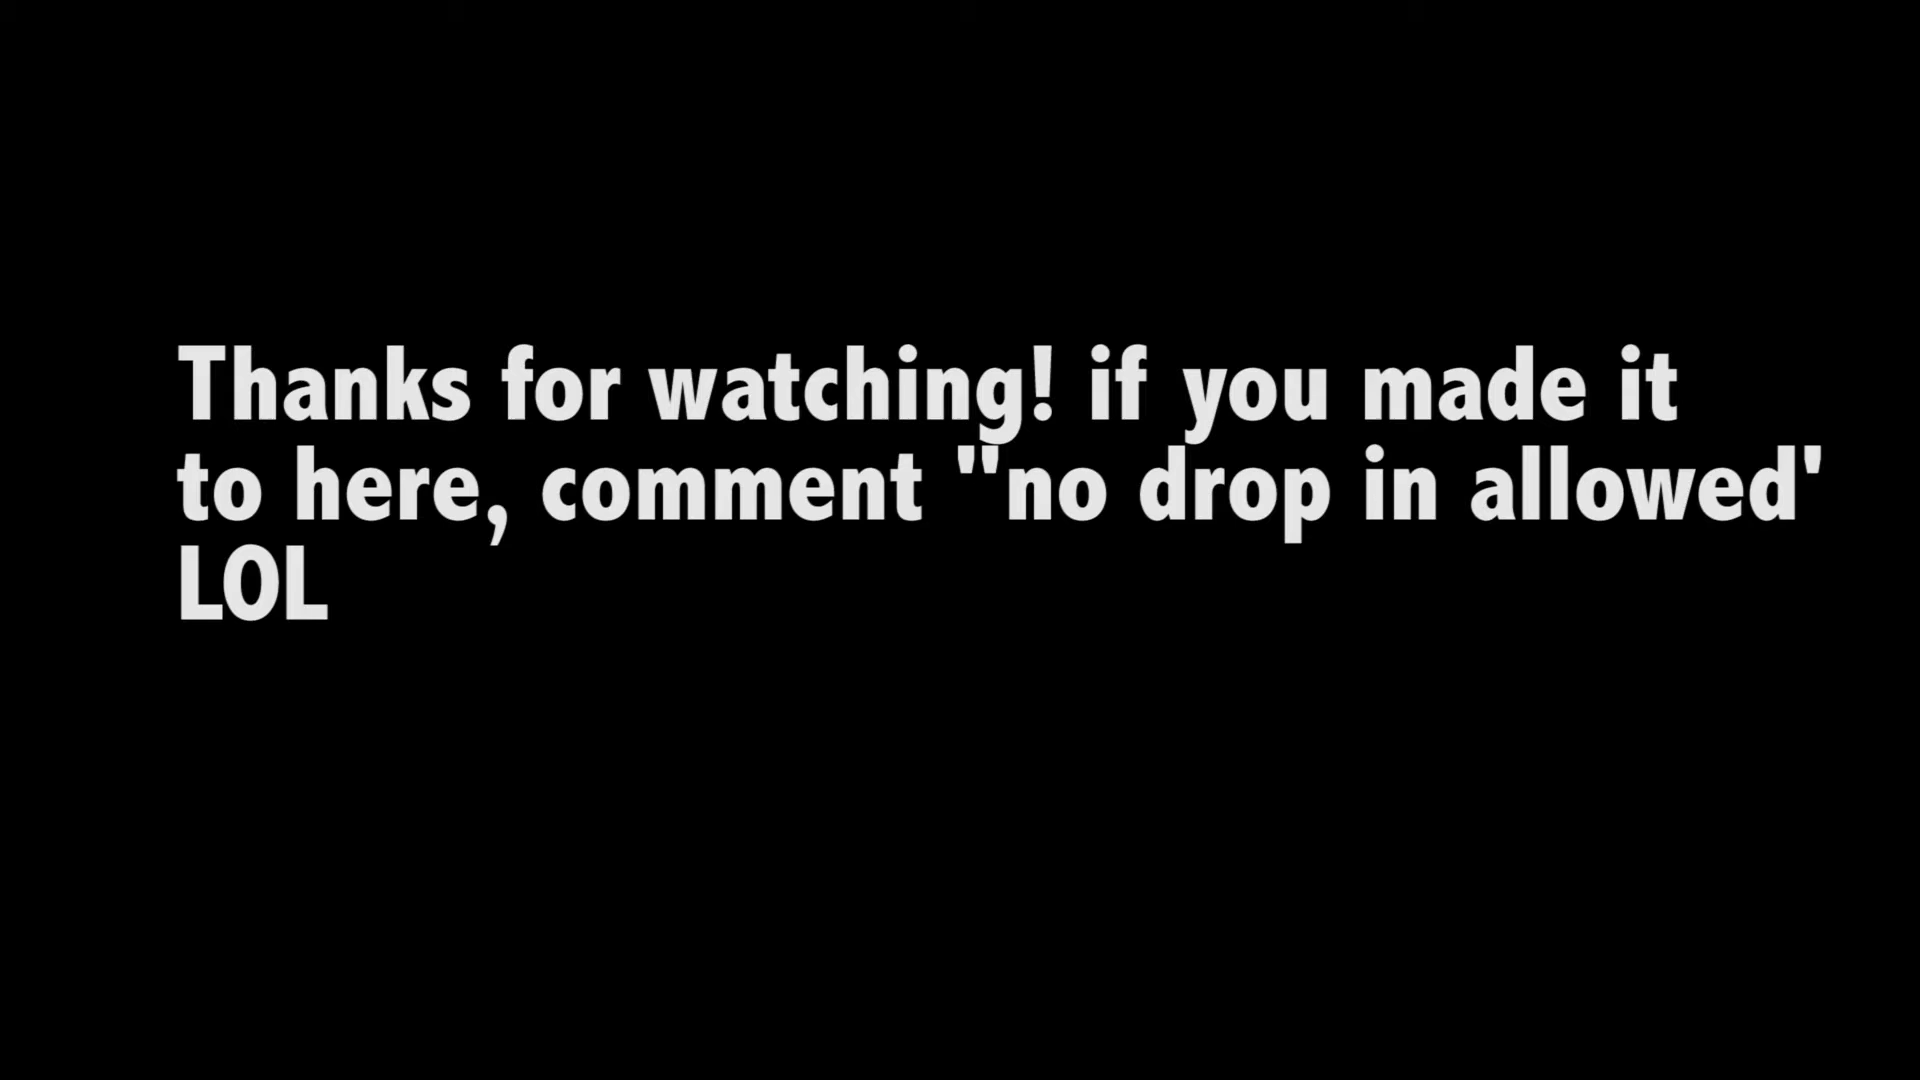 Thanks for watching! if you made it
to here, comment "no drop in allowed'
LOL